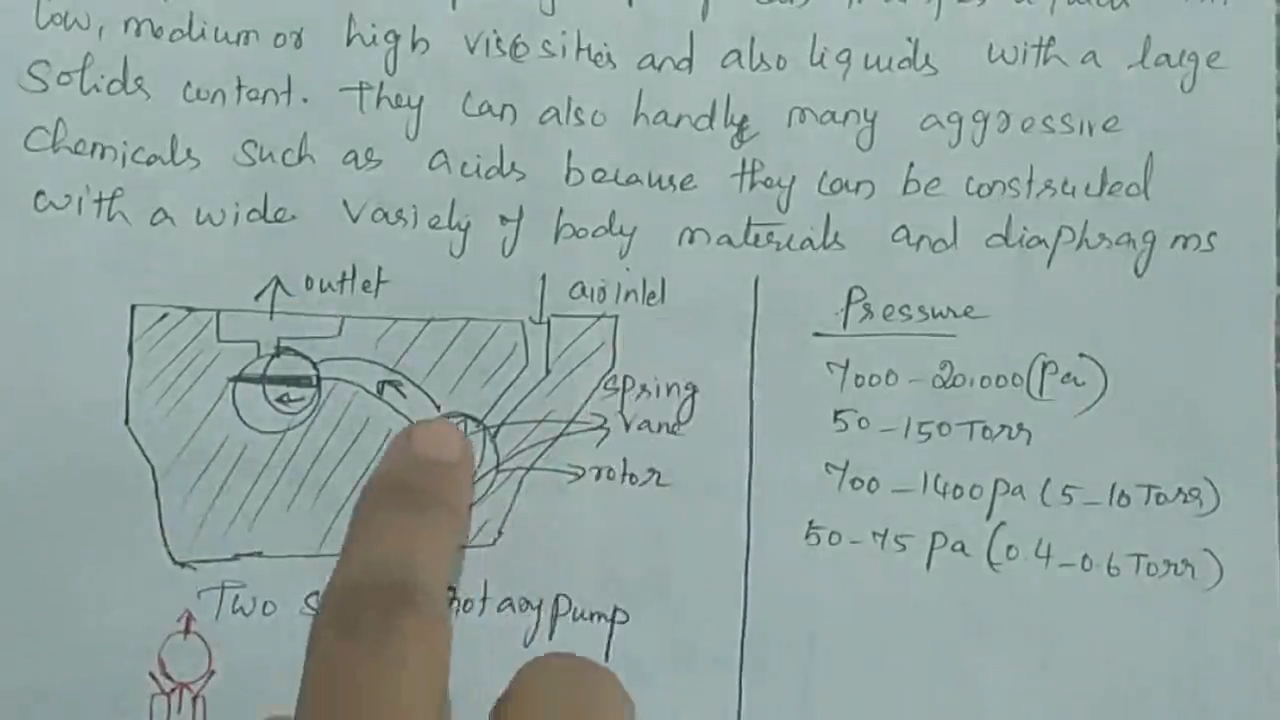 low, medium or high viscosities and also liquids with a large
solids content. They can also handly many aggressive
chemicals such as acids because they can be constructed
with a wide variety of body materials and diaphragms
outlet
air inlet
spring
vane
rotor
Two rotary pump
Pressure
7000 - 20,000 (Pa)
50 - 150 Torr
700 - 1400 pa (5 - 10 Torr)
50 - 75 Pa (0.4 - 0.6 Torr)